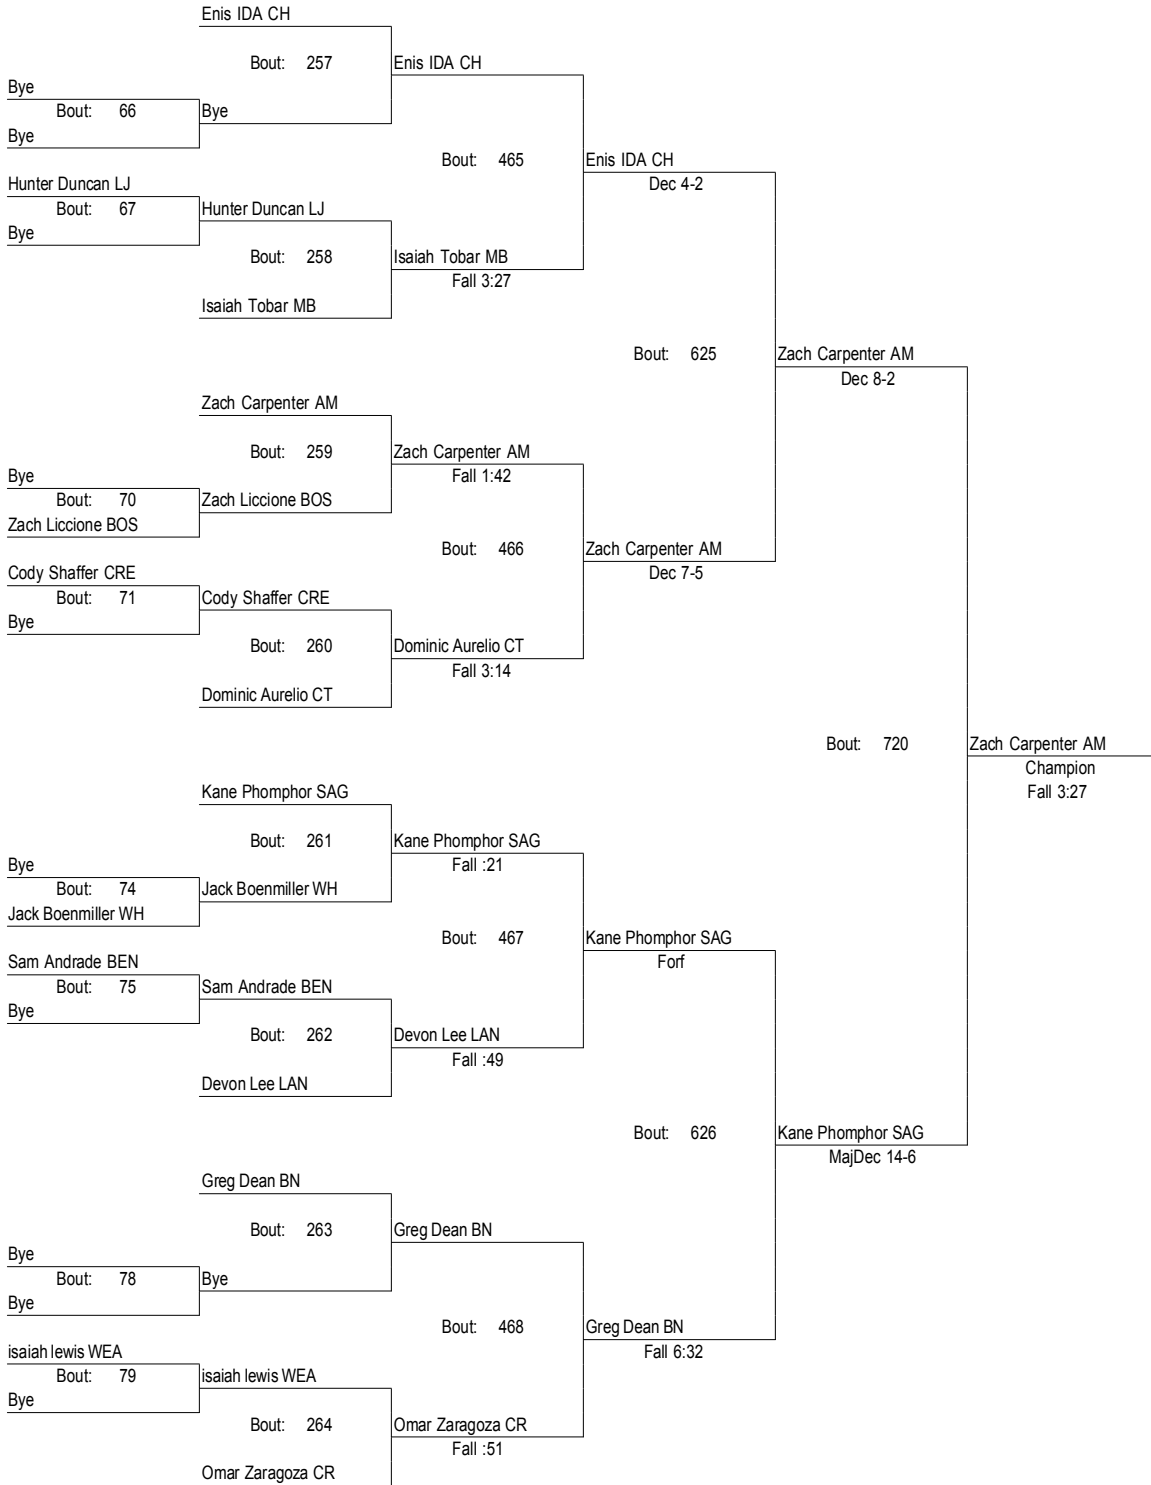 Enis IDA CH
Bout: 257
Enis IDA CH
Bye
Bout: 66
Bye
Bye
Bout: 465
Enis IDA CH
Dec 4-2
Hunter Duncan LJ
Bout: 67
Hunter Duncan LJ
Bye
Bout: 258
Isaiah Tobar MB
Fall 3:27
Isaiah Tobar MB
Bout: 625
Zach Carpenter AM
Dec 8-2
Zach Carpenter AM
Bout: 259
Zach Carpenter AM
Fall 1:42
Bye
Bout: 70
Zach Liccione BOS
Zach Liccione BOS
Bout: 466
Zach Carpenter AM
Dec 7-5
Cody Shaffer CRE
Bout: 71
Cody Shaffer CRE
Bye
Bout: 260
Dominic Aurelio CT
Fall 3:14
Dominic Aurelio CT
Bout: 720
Zach Carpenter AM
Champion
Fall 3:27
Kane Phomphor SAG
Bout: 261
Kane Phomphor SAG
Fall :21
Bye
Bout: 74
Jack Boenmiller WH
Jack Boenmiller WH
Bout: 467
Kane Phomphor SAG
Forf
Sam Andrade BEN
Bout: 75
Sam Andrade BEN
Bye
Bout: 262
Devon Lee LAN
Fall :49
Devon Lee LAN
Bout: 626
Kane Phomphor SAG
MajDec 14-6
Greg Dean BN
Bout: 263
Greg Dean BN
Bye
Bout: 78
Bye
Bye
Bout: 468
Greg Dean BN
Fall 6:32
isaiah lewis WEA
Bout: 79
isaiah lewis WEA
Bye
Bout: 264
Omar Zaragoza CR
Fall :51
Omar Zaragoza CR